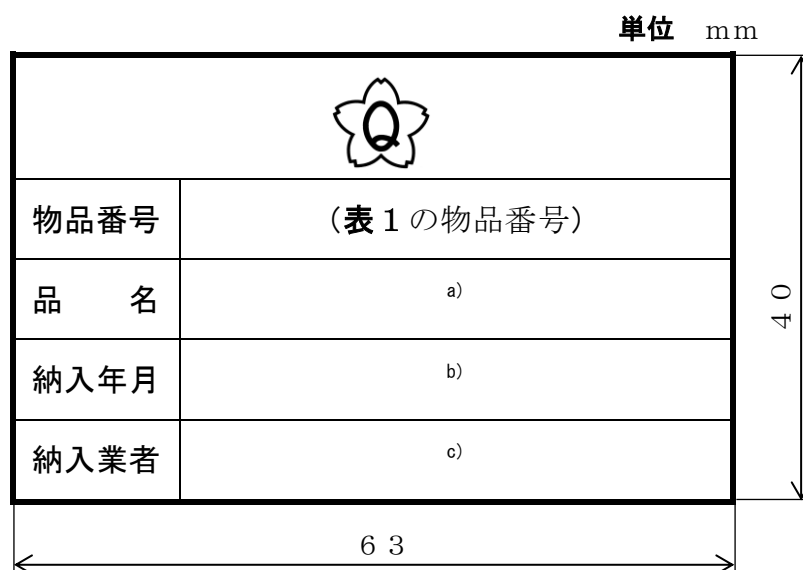 単位　ｍｍ
Q
物品番号　（表１の物品番号）
品　　名　a)
納入年月　b)
納入業者　c)
４０
６３